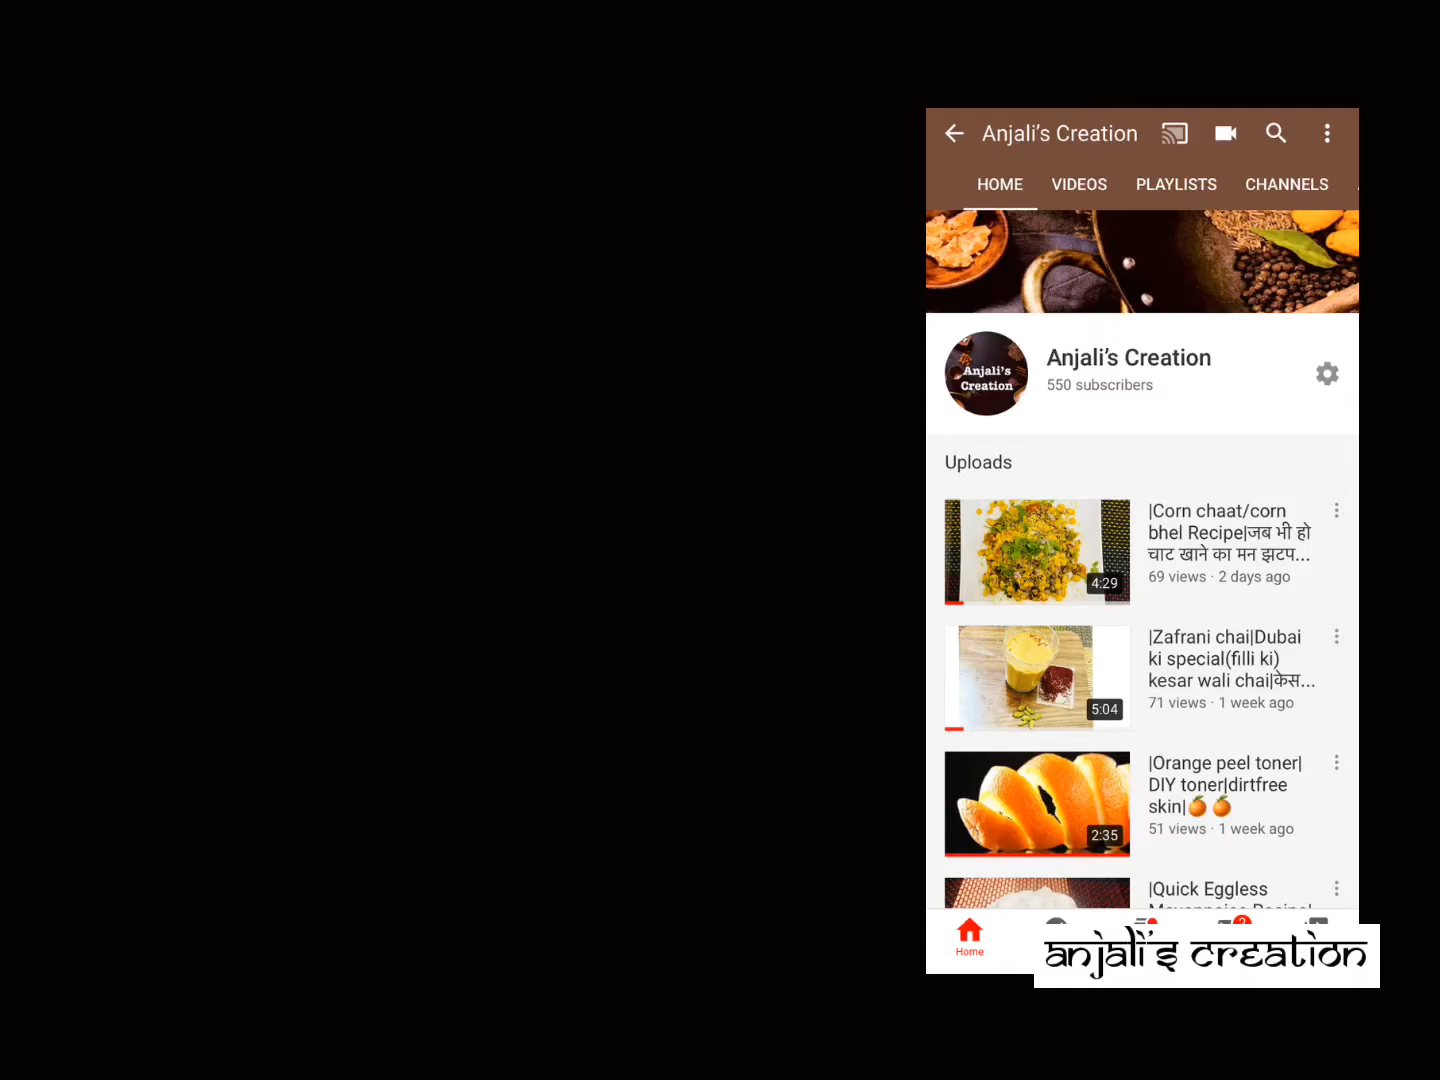 Anjali's Creation
HOME VIDEOS PLAYLISTS CHANNELS
Anjali's
Creation
Anjali's Creation
550 subscribers
Uploads
4:29
|Corn chaat/corn
bhel Recipe|जब भी हो
चाट खाने का मन झटप...
69 views · 2 days ago
5:04
|Zafrani chai|Dubai
ki special(filli ki)
kesar wali chai|केस...
71 views · 1 week ago
2:35
|Orange peel toner|
DIY toner|dirtfree
skin|🍊🍊
51 views · 1 week ago
|Quick Eggless
Home
anjali's creation